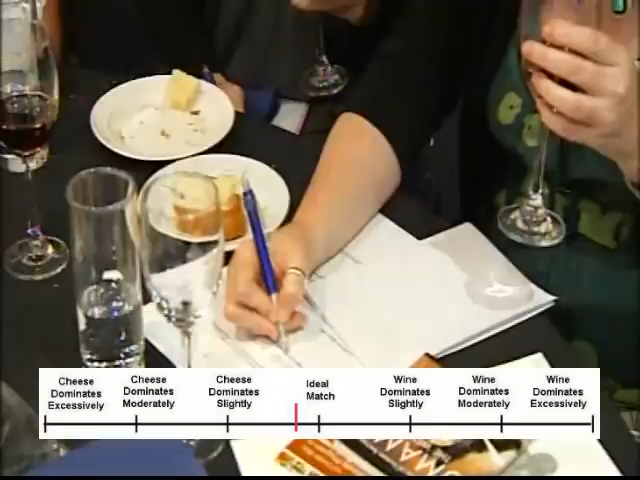 Cheese Dominates Excessively
Cheese Dominates Moderately
Cheese Dominates Slightly
Ideal Match
Wine Dominates Slightly
Wine Dominates Moderately
Wine Dominates Excessively